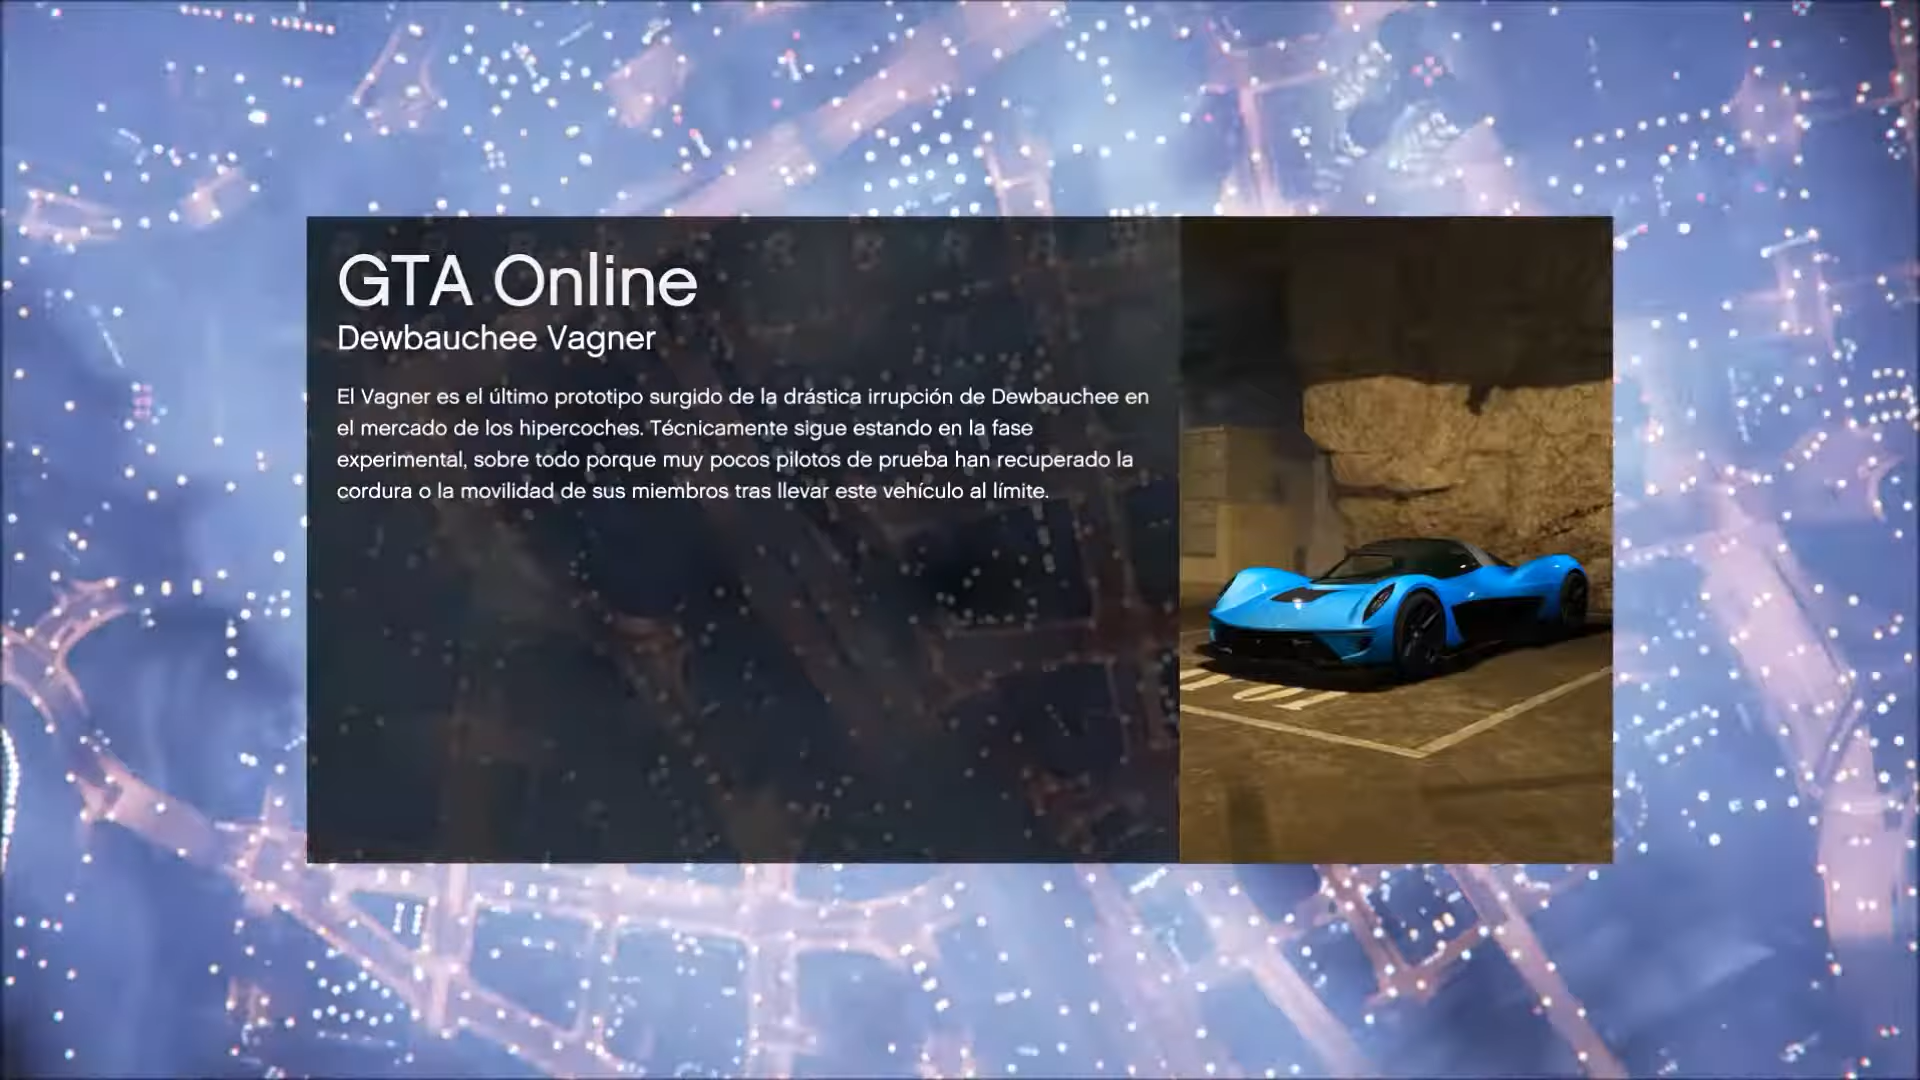 GTA Online
Dewbauchee Vagner
El Vagner es el último prototipo surgido de la drástica irrupción de Dewbauchee en
el mercado de los hipercoches. Técnicamente sigue estando en la fase
experimental, sobre todo porque muy pocos pilotos de prueba han recuperado la
cordura o la movilidad de sus miembros tras llevar este vehículo al límite.